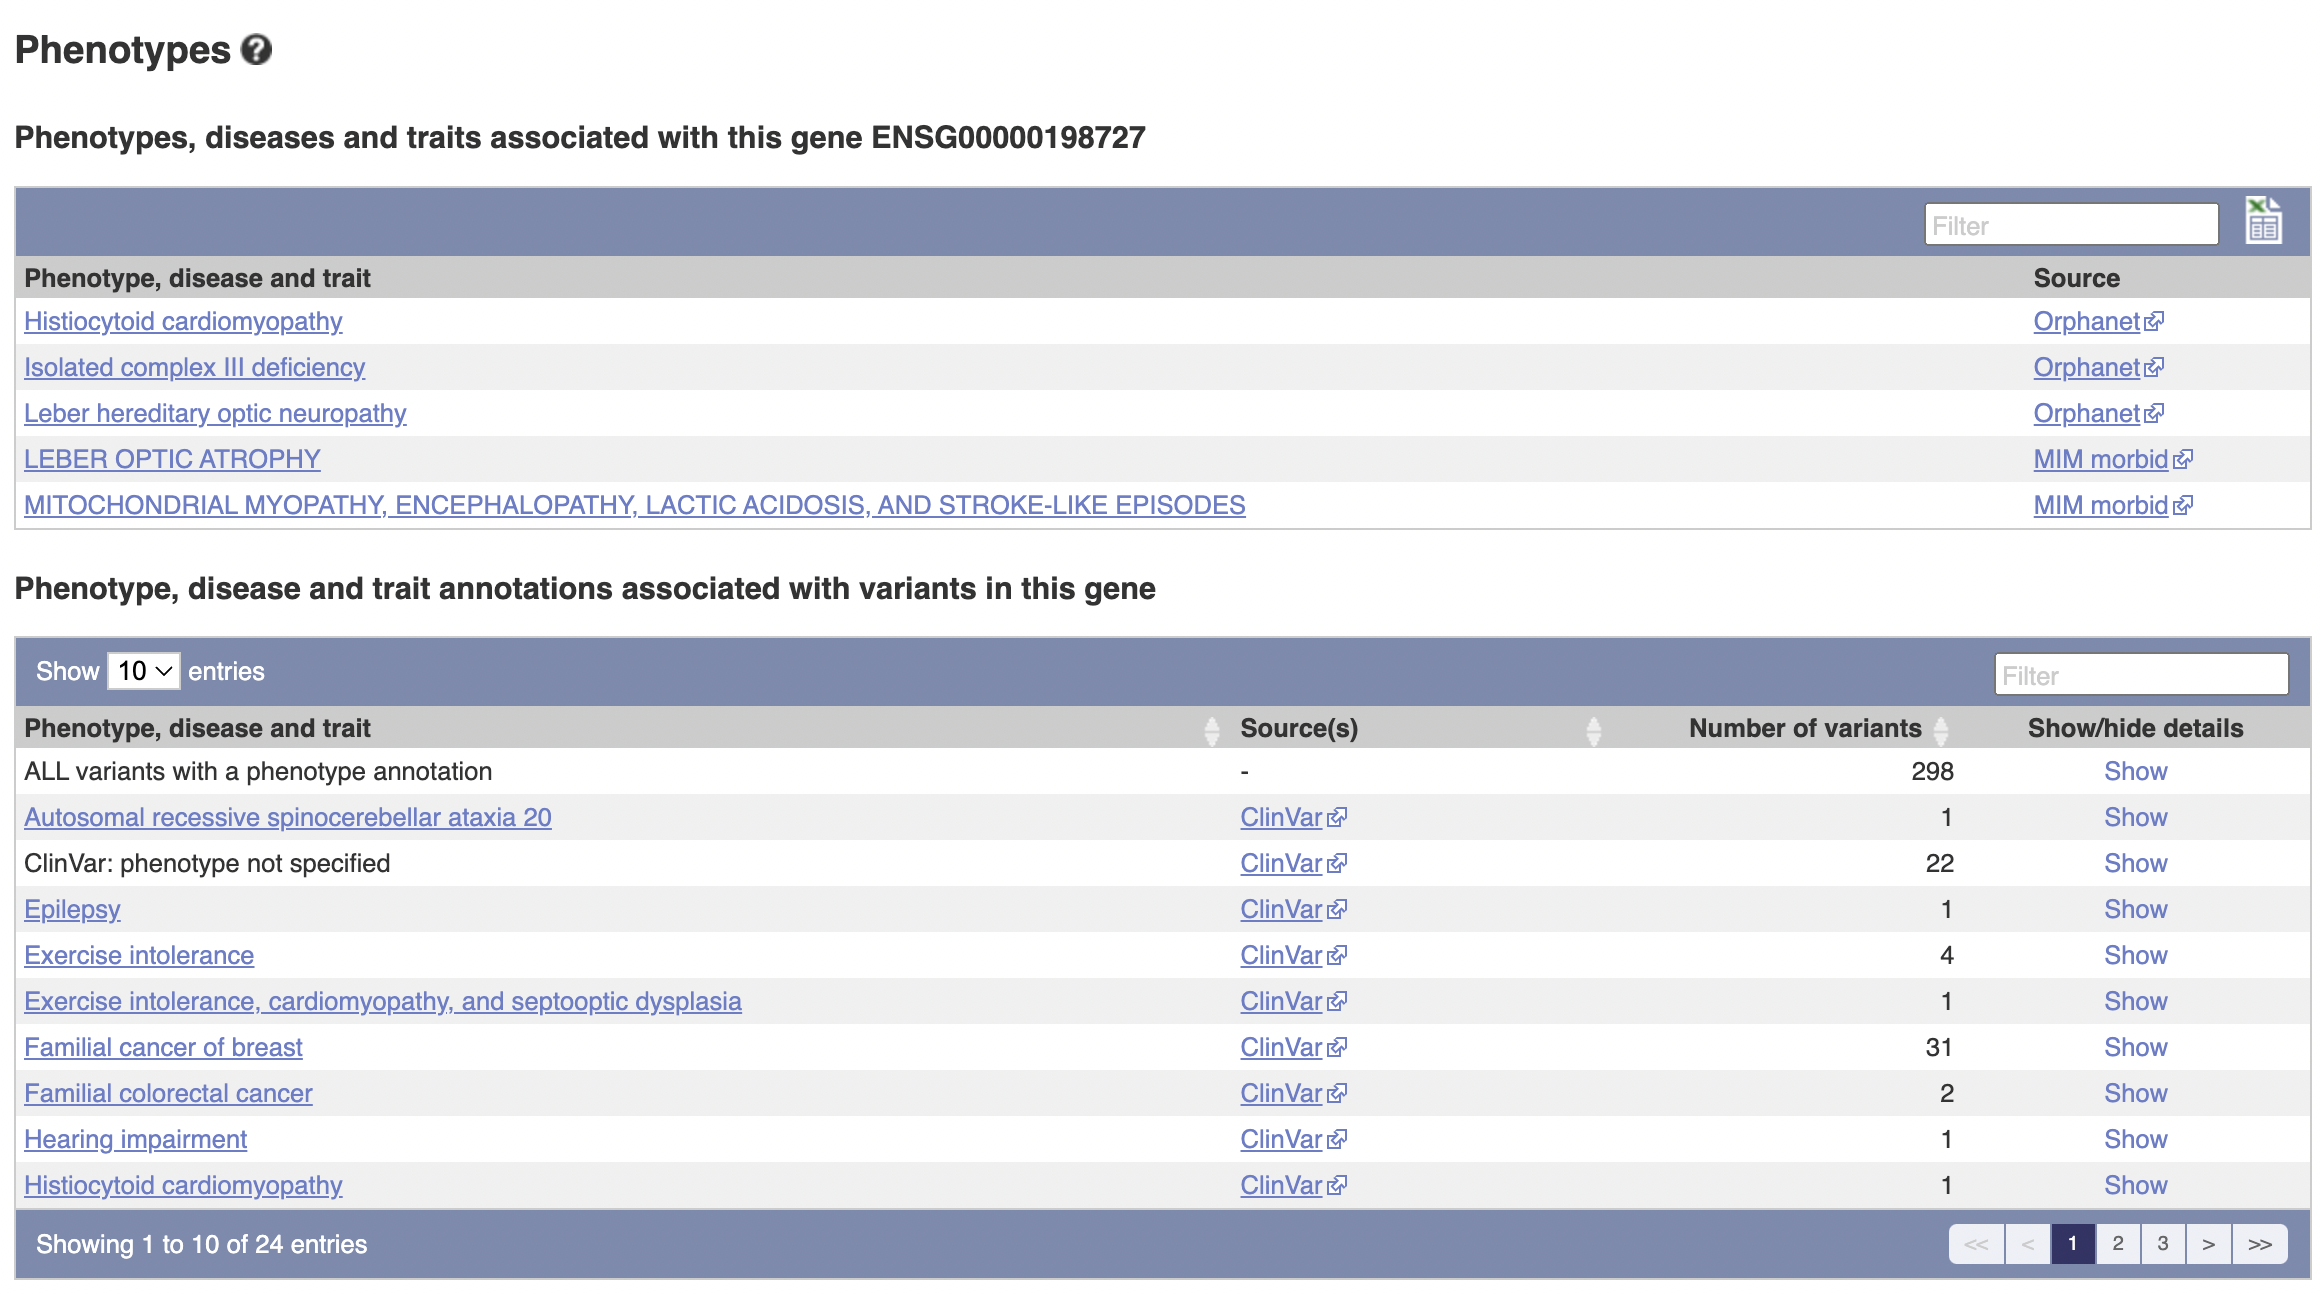 Phenotypes ?
Phenotypes, diseases and traits associated with this gene ENSG00000198727
Filter
Phenotype, disease and trait Source
Histiocytoid cardiomyopathy Orphanet
Isolated complex III deficiency Orphanet
Leber hereditary optic neuropathy Orphanet
LEBER OPTIC ATROPHY MIM morbid
MITOCHONDRIAL MYOPATHY, ENCEPHALOPATHY, LACTIC ACIDOSIS, AND STROKE-LIKE EPISODES MIM morbid
Phenotype, disease and trait annotations associated with variants in this gene
Show 10 entries Filter
Phenotype, disease and trait Source(s) Number of variants Show/hide details
ALL variants with a phenotype annotation - 298 Show
Autosomal recessive spinocerebellar ataxia 20 ClinVar 1 Show
ClinVar: phenotype not specified ClinVar 22 Show
Epilepsy ClinVar 1 Show
Exercise intolerance ClinVar 4 Show
Exercise intolerance, cardiomyopathy, and septooptic dysplasia ClinVar 1 Show
Familial cancer of breast ClinVar 31 Show
Familial colorectal cancer ClinVar 2 Show
Hearing impairment ClinVar 1 Show
Histiocytoid cardiomyopathy ClinVar 1 Show
Showing 1 to 10 of 24 entries << < 1 2 3 > >>